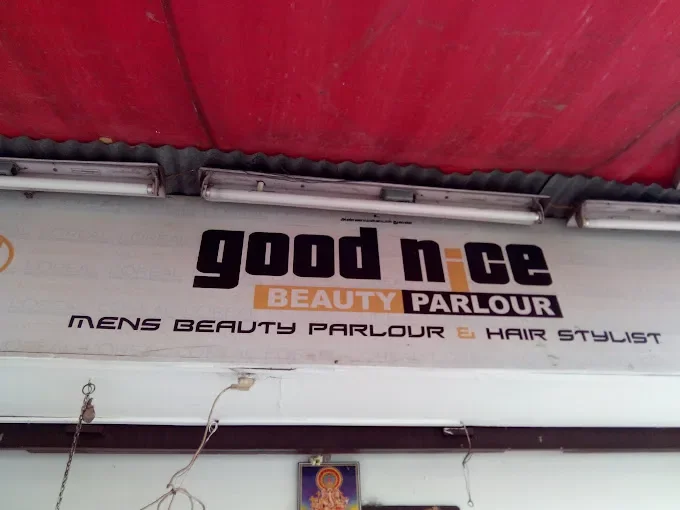 good nice
BEAUTY PARLOUR
MENS BEAUTY PARLOUR & HAIR STYLIST